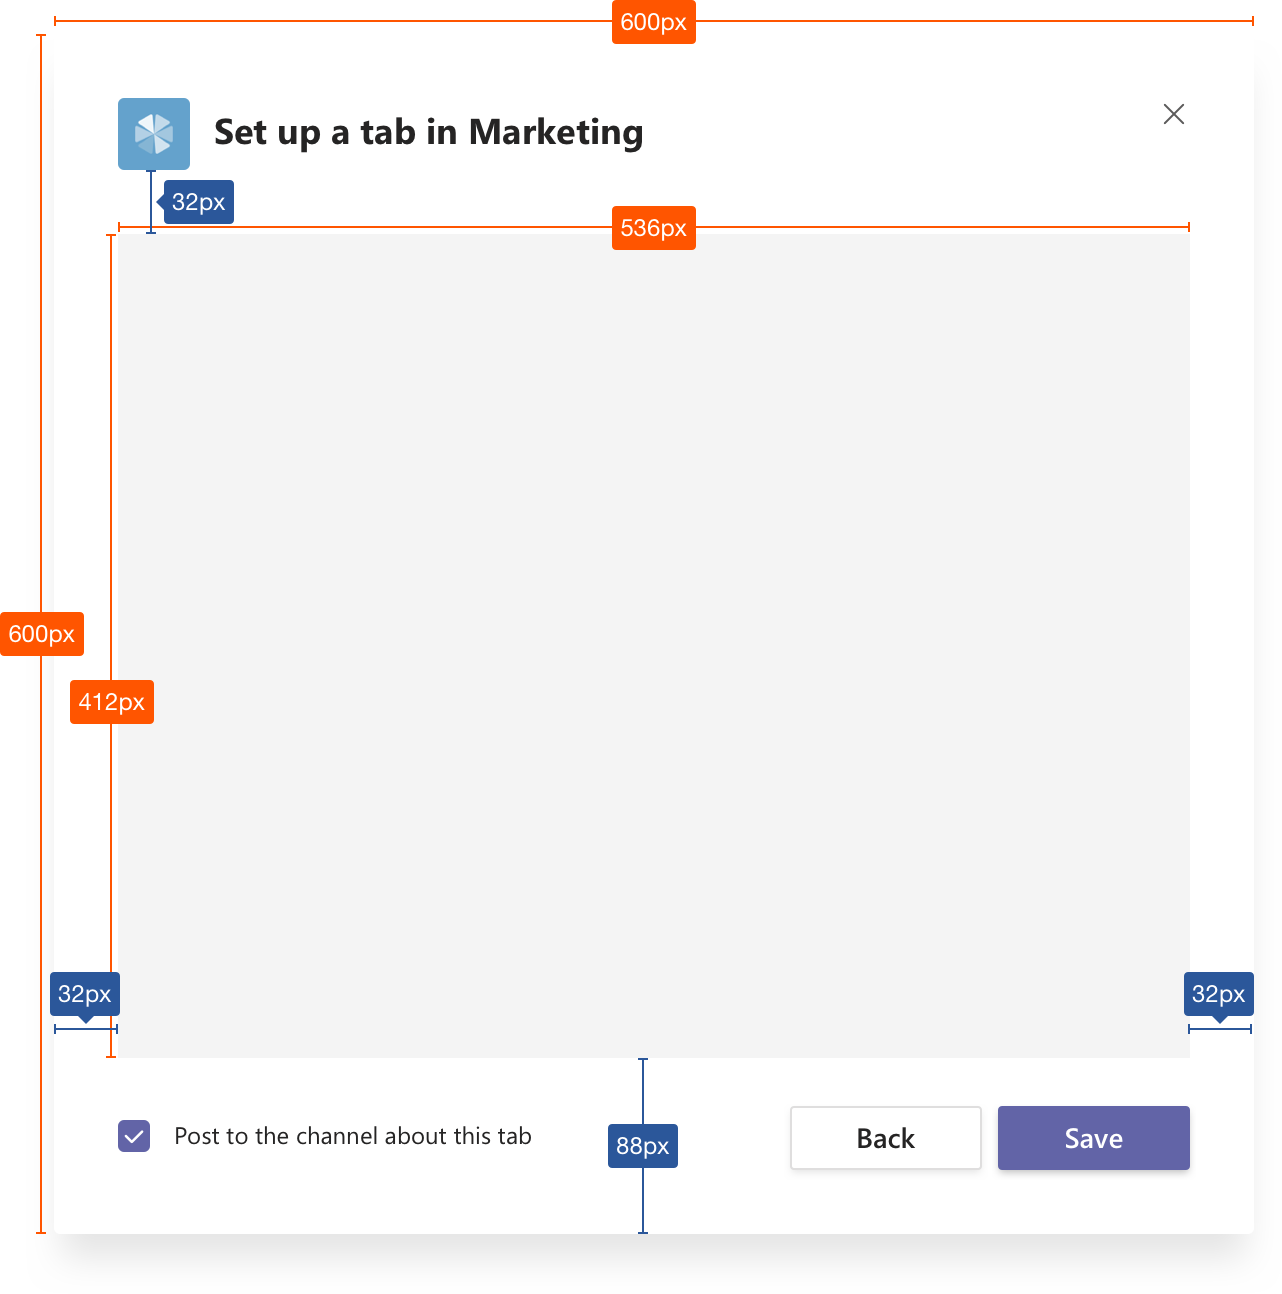 600px
Set up a tab in Marketing
32px
536px
600px
412px
32px
32px
Post to the channel about this tab
88px
Back
Save